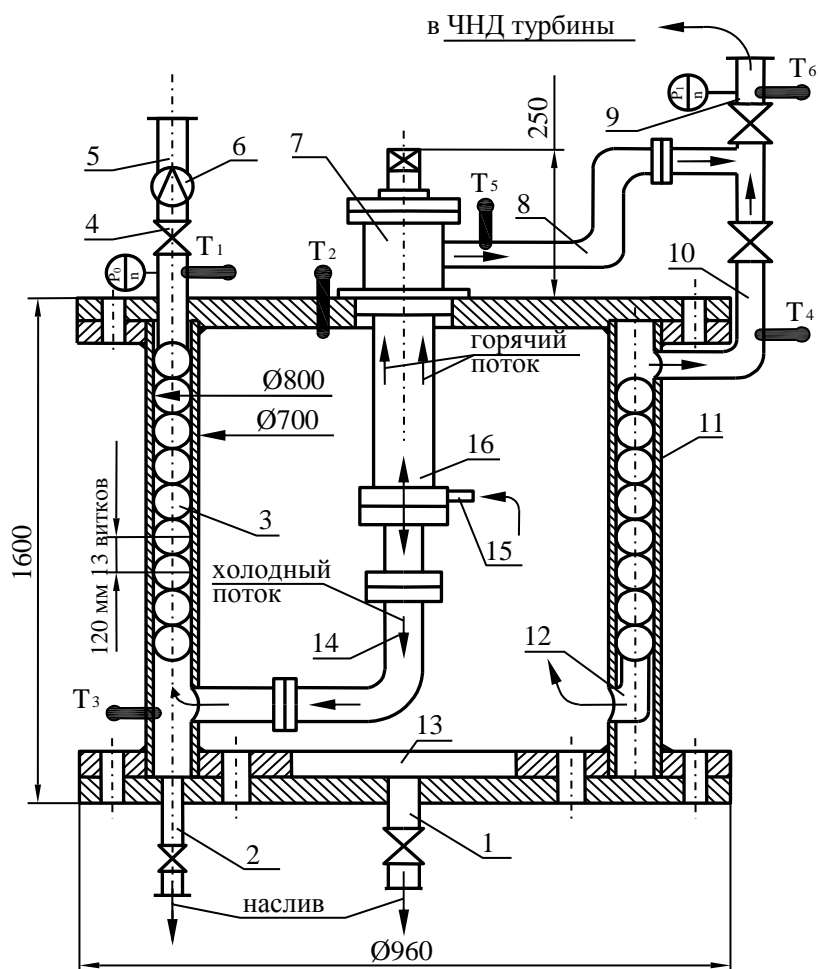 в ЧНД турбины
T6
P1
n
9
250
5
6
7
T5
8
4
T1
T2
P0
n
10
T4
горячий
поток
Ø800
Ø700
11
16
3
15
1600
120 мм 13 витков
холодный
поток
14
12
T3
13
2
1
наслив
Ø960